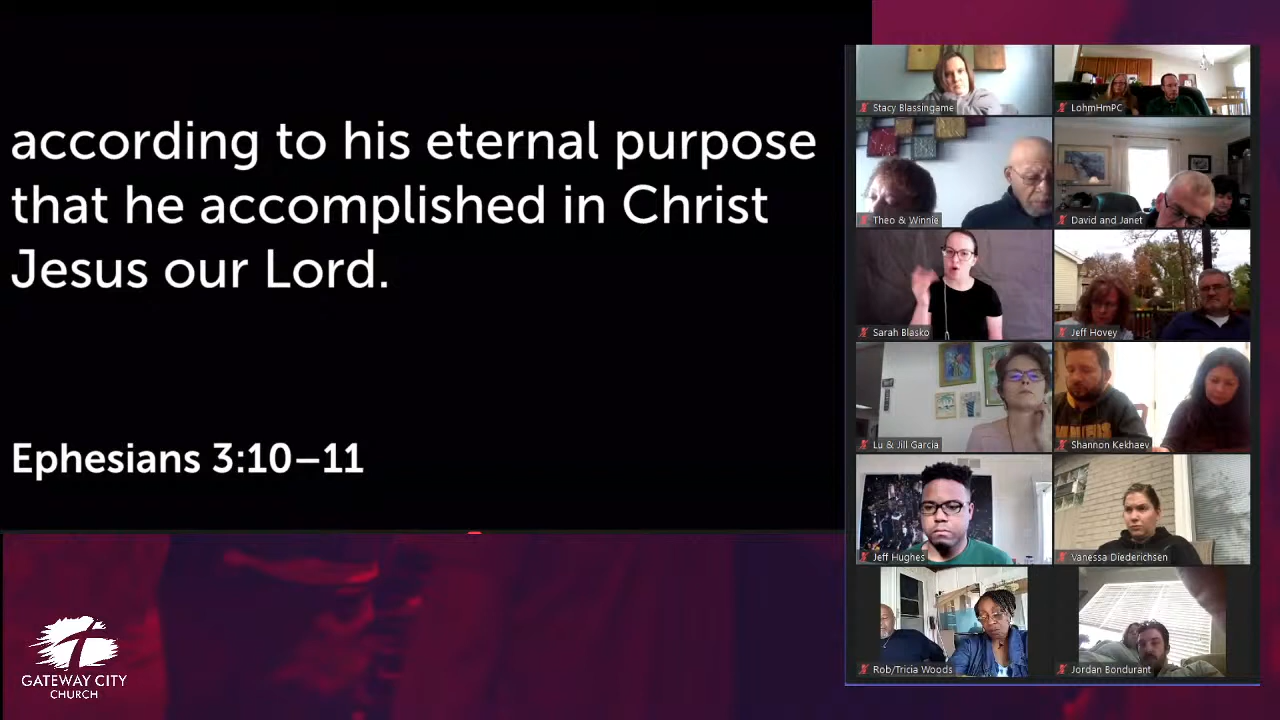 according to his eternal purpose
that he accomplished in Christ
Jesus our Lord.
Ephesians 3:10–11
Stacy Blassingame
LohmHmPC
Theo & Winnie
David and Janet
Sarah Blasko
Jeff Hovey
Lu & Jill Garcia
Shannon Kekhaev
Jeff Hughes
Vanessa Diederichsen
Rob/Tricia Woods
Jordan Bondurant
GATEWAY CITY
CHURCH